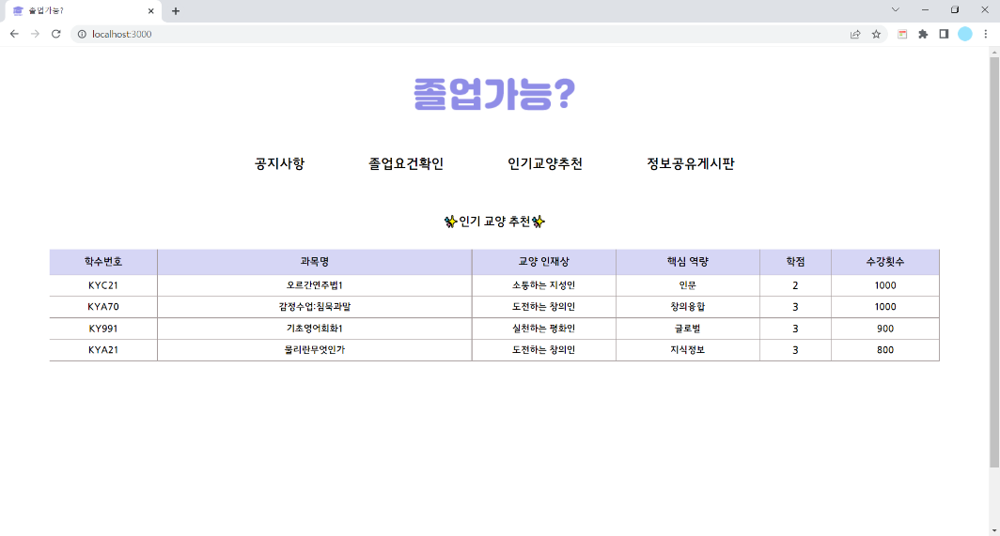 졸업가능?
localhost:3000
졸업가능?
공지사항 졸업요건확인 인기교양추천 정보공유게시판
✨인기 교양 추천✨
학수번호 과목명 교양 인재상 핵심 역량 학점 수강횟수
KYC21 오르간연주법1 소통하는 지성인 인문 2 1000
KYA70 감정수업:침묵과말 도전하는 창의인 창의융합 3 1000
KY991 기초영어회화1 실천하는 평화인 글로벌 3 900
KYA21 물리란무엇인가 도전하는 창의인 지식정보 3 800